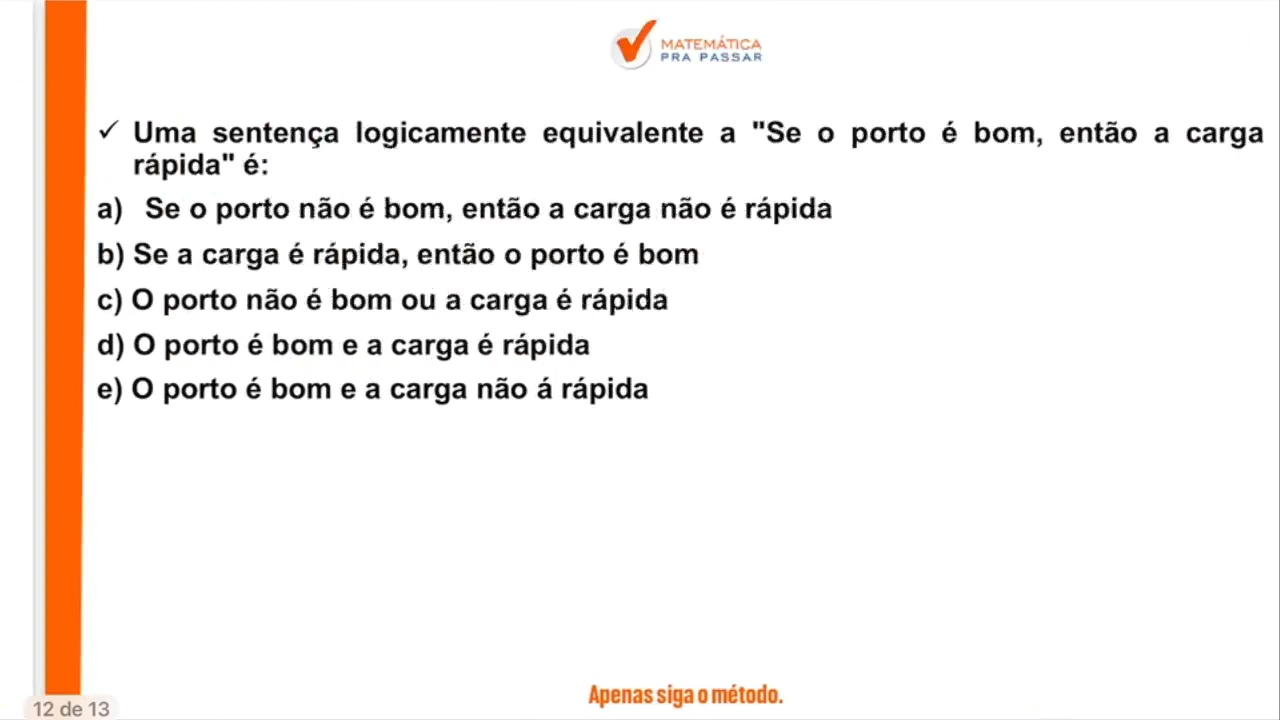 MATEMÁTICA
PRA PASSAR
✓ Uma sentença logicamente equivalente a "Se o porto é bom, então a carga
rápida" é:
a) Se o porto não é bom, então a carga não é rápida
b) Se a carga é rápida, então o porto é bom
c) O porto não é bom ou a carga é rápida
d) O porto é bom e a carga é rápida
e) O porto é bom e a carga não á rápida
Apenas siga o método.
12 de 13